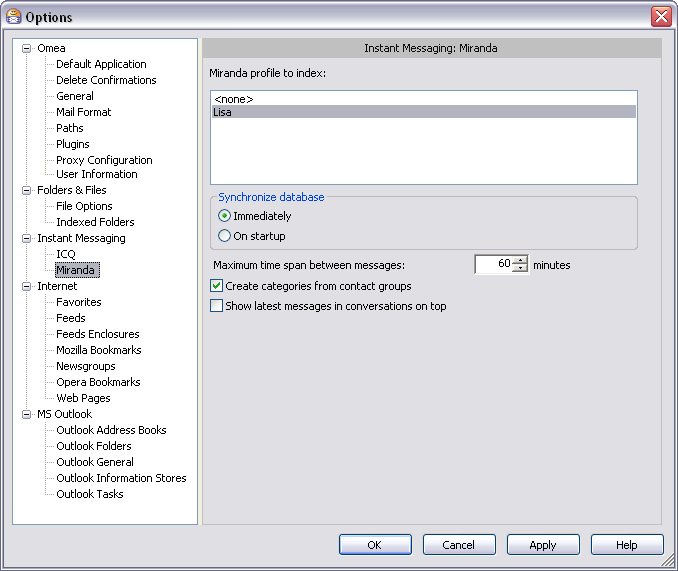 Options
Omea
Default Application
Delete Confirmations
General
Mail Format
Paths
Plugins
Proxy Configuration
User Information
Folders & Files
File Options
Indexed Folders
Instant Messaging
ICQ
Miranda
Internet
Favorites
Feeds
Feeds Enclosures
Mozilla Bookmarks
Newsgroups
Opera Bookmarks
Web Pages
MS Outlook
Outlook Address Books
Outlook Folders
Outlook General
Outlook Information Stores
Outlook Tasks
Instant Messaging: Miranda
Miranda profile to index:
<none>
Lisa
Synchronize database
Immediately
On startup
Maximum time span between messages: 60 minutes
Create categories from contact groups
Show latest messages in conversations on top
OK Cancel Apply Help